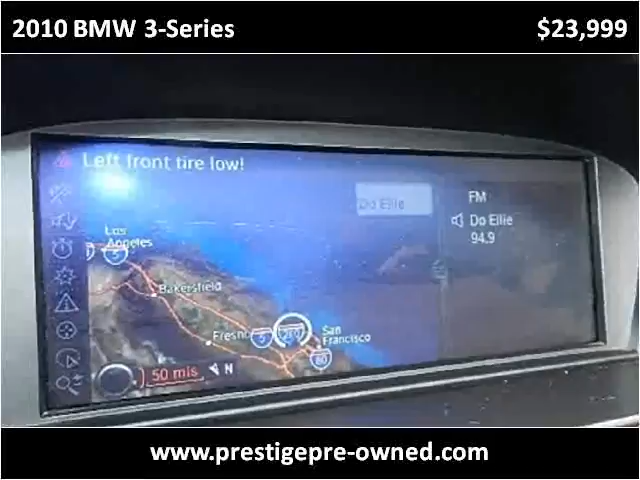 2010 BMW 3-Series
$23,999
Left front tire low!
Do Ellie
FM
Do Ellie
94.9
Los Angeles
5
Bakersfield
Fresno
5
San Francisco
80
50 mls
N
www.prestigepre-owned.com